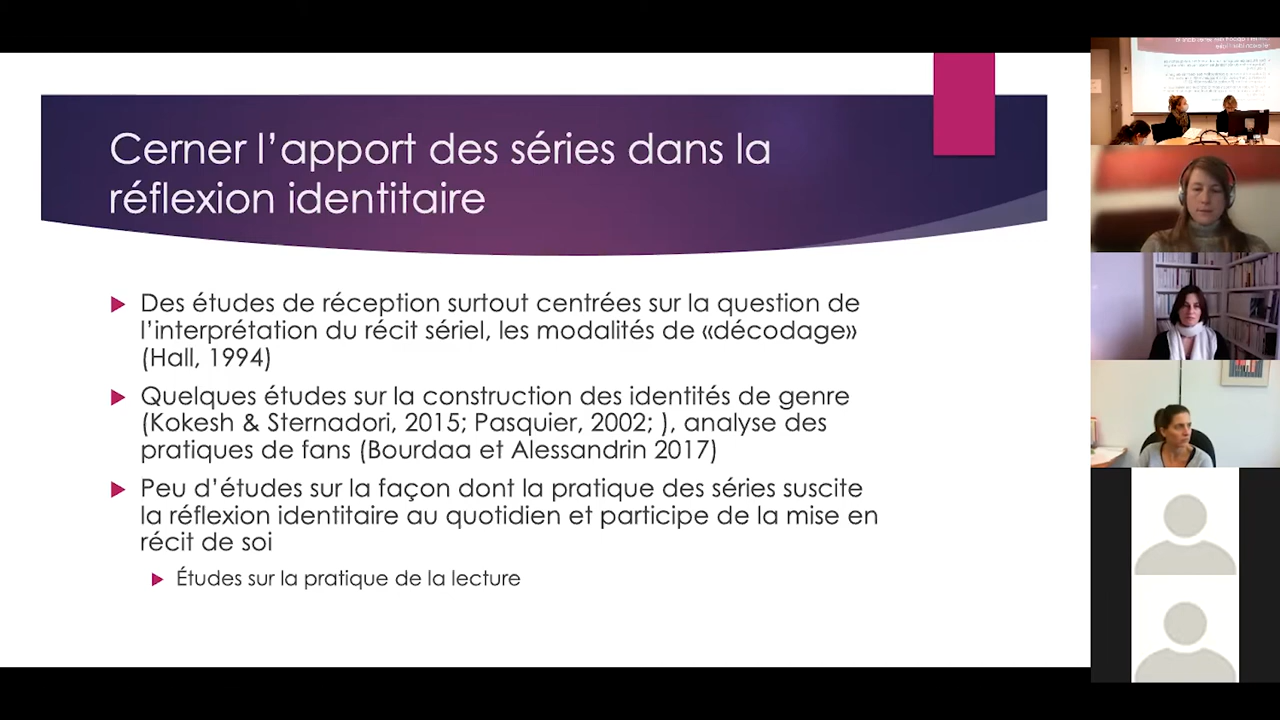 Cerner l’apport des séries dans la
réflexion identitaire
Des études de réception surtout centrées sur la question de
l’interprétation du récit sériel, les modalités de «décodage»
(Hall, 1994)
Quelques études sur la construction des identités de genre
(Kokesh & Sternadori, 2015; Pasquier, 2002; ), analyse des
pratiques de fans (Bourdaa et Alessandrin 2017)
Peu d’études sur la façon dont la pratique des séries suscite
la réflexion identitaire au quotidien et participe de la mise en
récit de soi
Études sur la pratique de la lecture